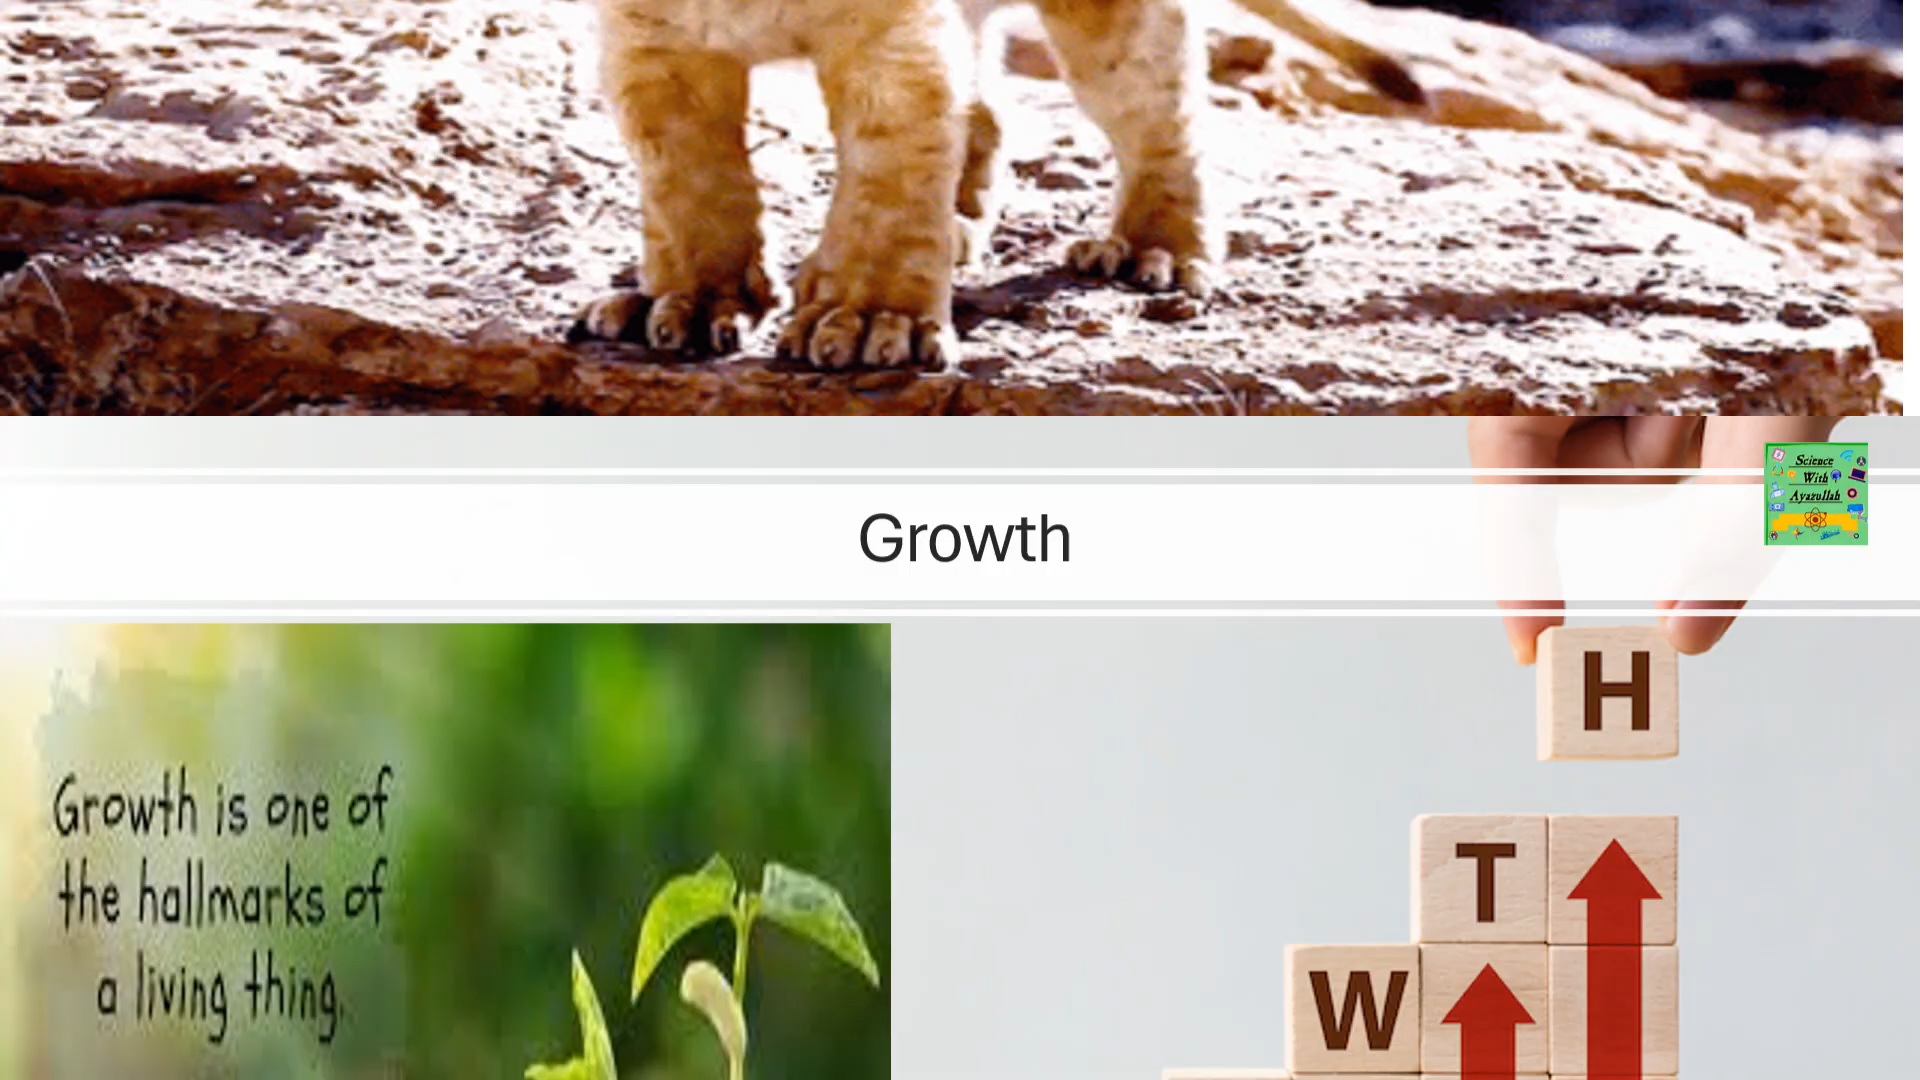 Growth
Science
With
Ayazullah
H
Growth is one of
the hallmarks of
a living thing.
T
W